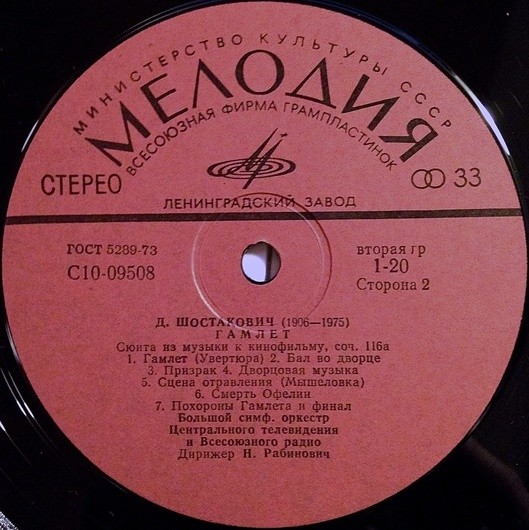 МИНИСТЕРСТВО КУЛЬТУРЫ СССР
МЕЛОДИЯ
ВСЕСОЮЗНАЯ ФИРМА ГРАМПЛАСТИНОК
СТЕРЕО
33
ЛЕНИНГРАДСКИЙ ЗАВОД
ГОСТ 5289-73
С10-09508
вторая гр
1-20
Сторона 2
Д. ШОСТАКОВИЧ (1906—1975)
ГАМЛЕТ
Сюита из музыки к кинофильму, соч. 116а
1. Гамлет (Увертюра) 2. Бал во дворце
3. Призрак 4. Дворцовая музыка
5. Сцена отравления (Мышеловка)
6. Смерть Офелии
7. Похороны Гамлета и финал
Большой симф. оркестр
Центрального телевидения
и Всесоюзного радио
Дирижер Н. Рабинович